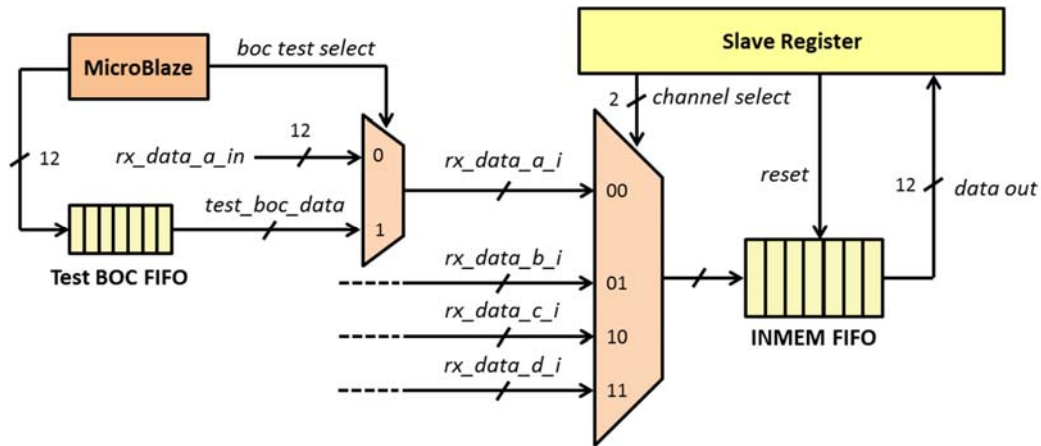 Slave Register
MicroBlaze
boc test select
2
channel select
12
12
rx_data_a_in
0
rx_data_a_i
00
reset
12
data out
test_boc_data
1
Test BOC FIFO
rx_data_b_i
01
rx_data_c_i
10
INMEM FIFO
rx_data_d_i
11